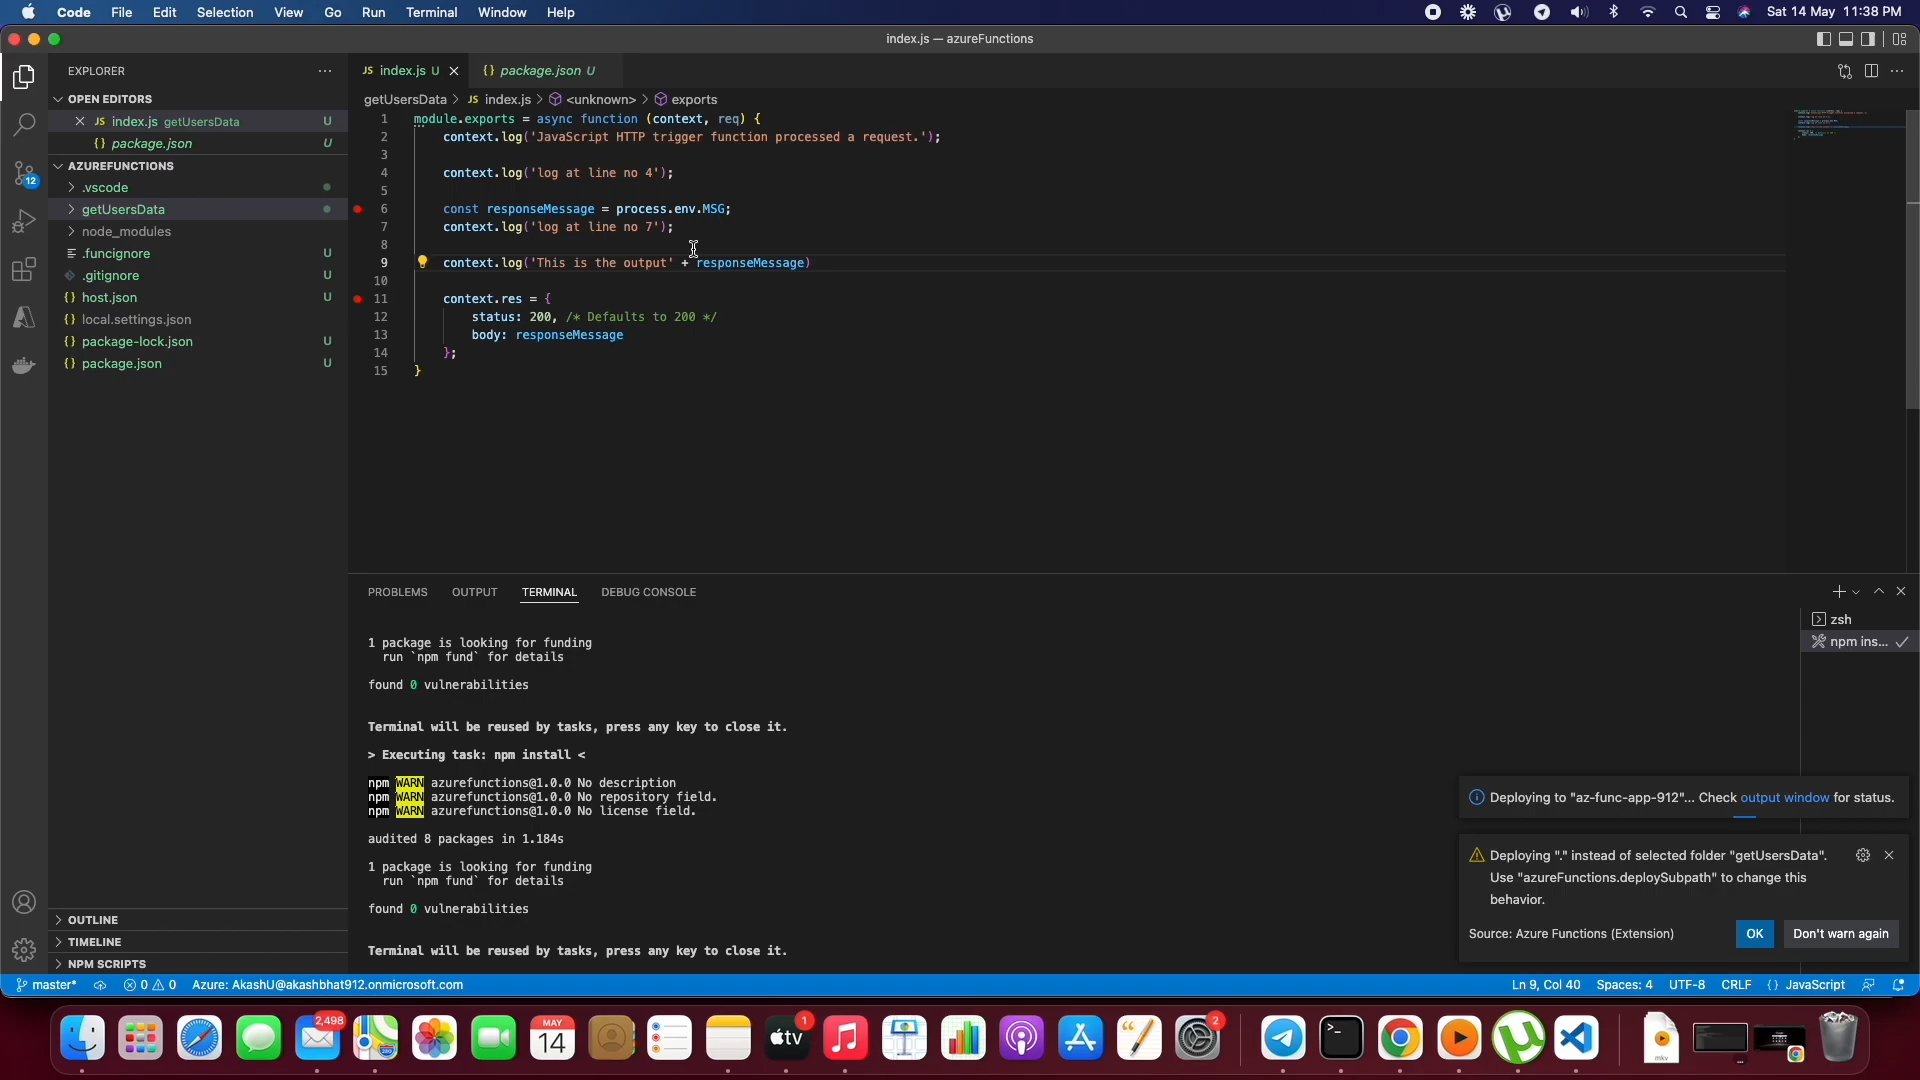 Code File Edit Selection View Go Run Terminal Window Help
Sat 14 May 11:38 PM
index.js — azureFunctions
EXPLORER
OPEN EDITORS
JS index.js getUsersData U
{} package.json U
AZUREFUNCTIONS
.vscode
getUsersData
node_modules
.funcignore U
.gitignore U
{} host.json U
{} local.settings.json
{} package-lock.json U
{} package.json U
12
OUTLINE
TIMELINE
NPM SCRIPTS
JS index.js U
{} package.json U
getUsersData > JS index.js > <unknown> > exports
1 module.exports = async function (context, req) {
2 context.log('JavaScript HTTP trigger function processed a request.');
3
4 context.log('log at line no 4');
5
6 const responseMessage = process.env.MSG;
7 context.log('log at line no 7');
8
9 context.log('This is the output' + responseMessage)
10
11 context.res = {
12 status: 200, /* Defaults to 200 */
13 body: responseMessage
14 };
15 }
PROBLEMS OUTPUT TERMINAL DEBUG CONSOLE
zsh
npm ins...
1 package is looking for funding
run `npm fund` for details
found 0 vulnerabilities
Terminal will be reused by tasks, press any key to close it.
> Executing task: npm install <
npm WARN azurefunctions@1.0.0 No description
npm WARN azurefunctions@1.0.0 No repository field.
npm WARN azurefunctions@1.0.0 No license field.
audited 8 packages in 1.184s
1 package is looking for funding
run `npm fund` for details
found 0 vulnerabilities
Terminal will be reused by tasks, press any key to close it.
Deploying to "az-func-app-912"... Check output window for status.
Deploying "." instead of selected folder "getUsersData".
Use "azureFunctions.deploySubpath" to change this
behavior.
Source: Azure Functions (Extension)
OK
Don't warn again
master* 0 0 Azure: AkashU@akashbhat912.onmicrosoft.com
Ln 9, Col 40 Spaces: 4 UTF-8 CRLF {} JavaScript
2,498
MAY
14
tv
1
2
mkv